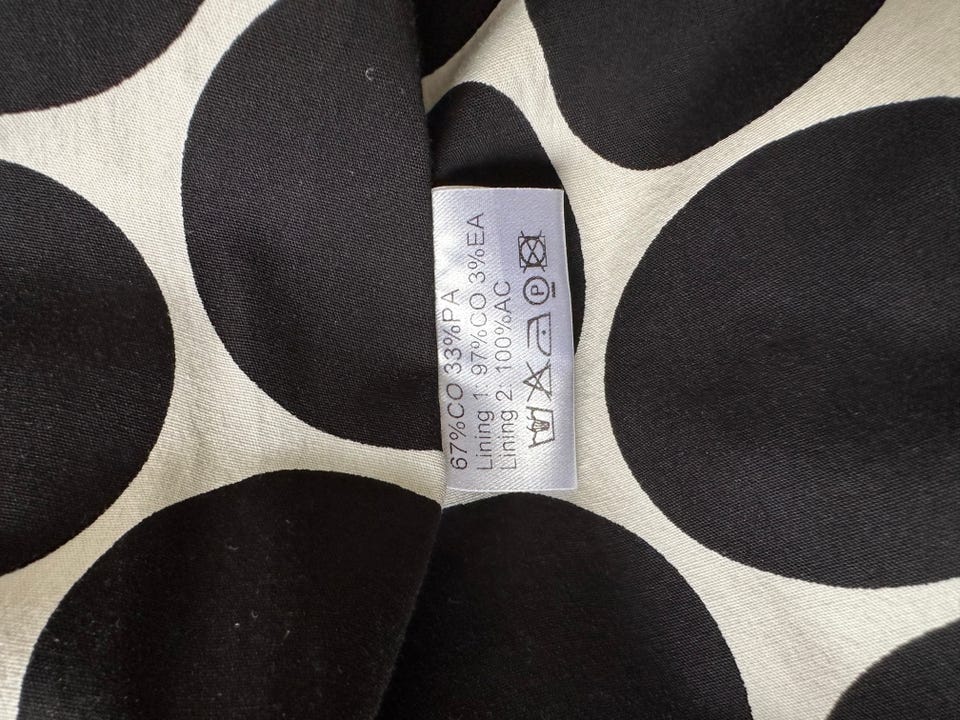 67%CO 33%PA
Lining 1: 97%CO 3%EA
Lining 2: 100%AC
P